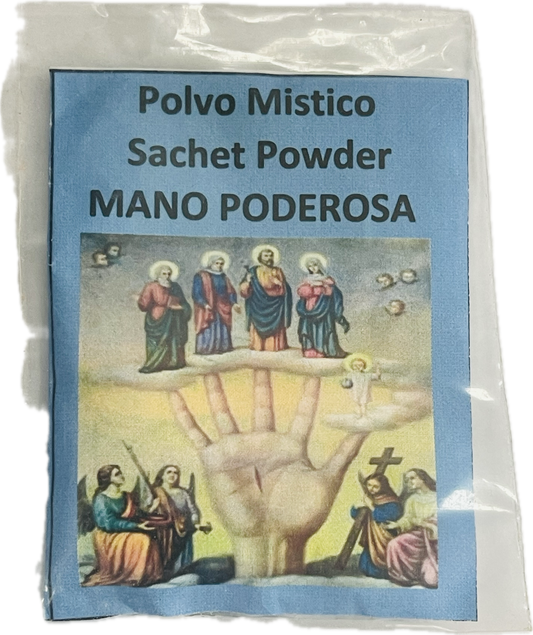 Polvo Mistico
Sachet Powder
MANO PODEROSA